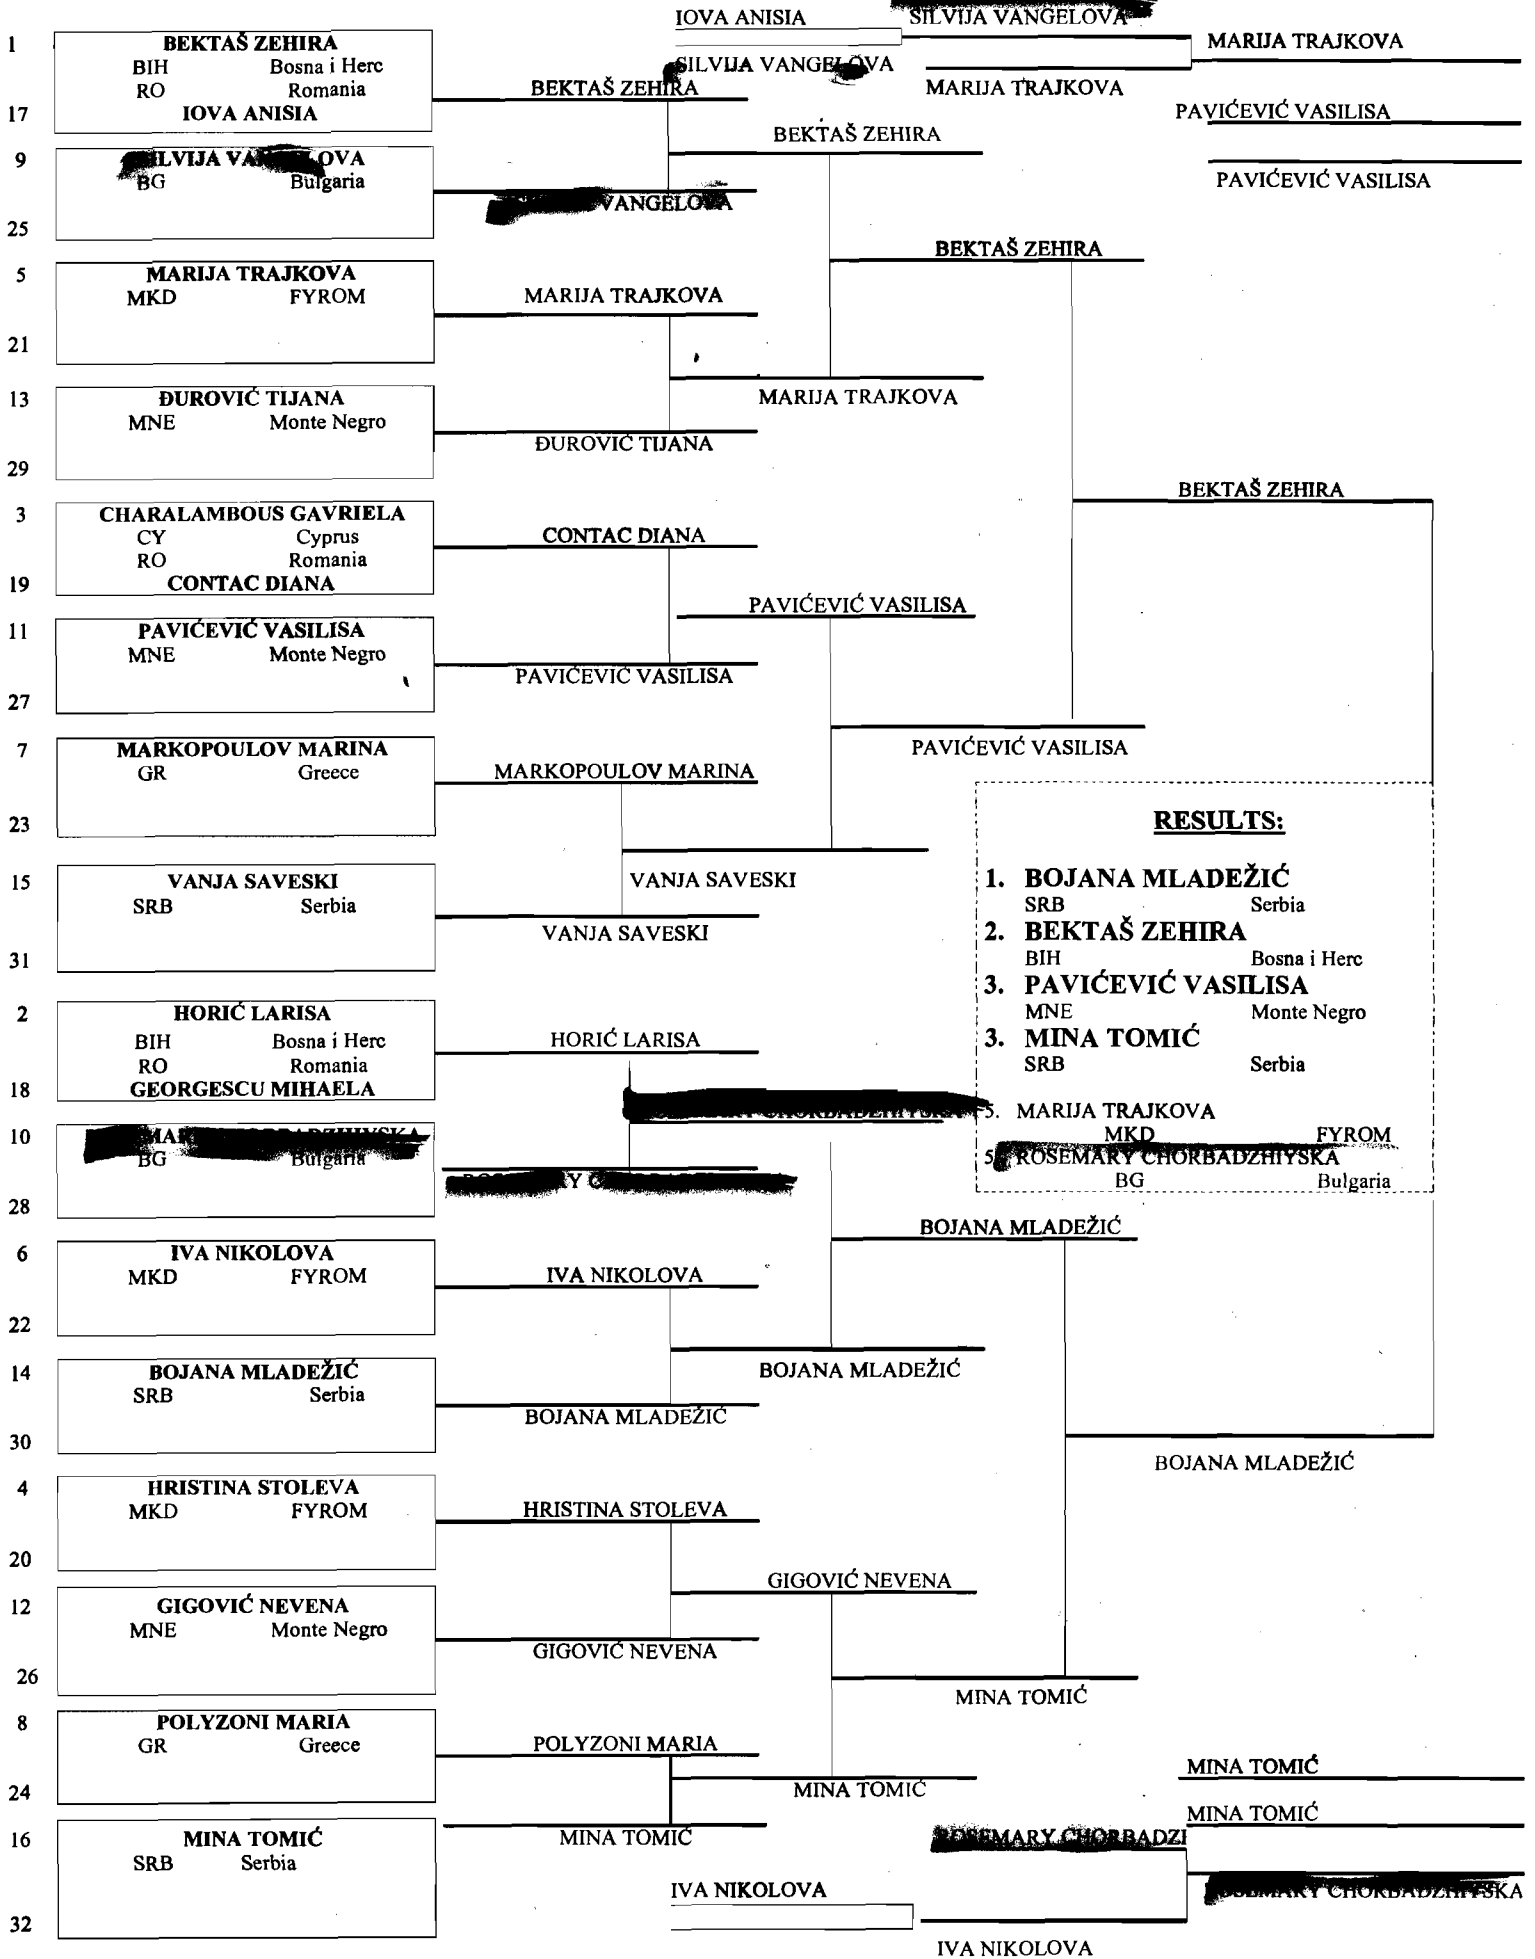 IOVA ANISIA
SILVIJA VANGELOVA
SILVIJA VANGELOVA
MARIJA TRAJKOVA
MARIJA TRAJKOVA
PAVIĆEVIĆ VASILISA
PAVIĆEVIĆ VASILISA
1 BEKTAŠ ZEHIRA
BIH Bosna i Herc
RO Romania
17 IOVA ANISIA
9
BG Bulgaria
25
5 MARIJA TRAJKOVA
MKD FYROM
21
13 ĐUROVIĆ TIJANA
MNE Monte Negro
29
3 CHARALAMBOUS GAVRIELA
CY Cyprus
RO Romania
19 CONTAC DIANA
11 PAVIĆEVIĆ VASILISA
MNE Monte Negro
27
7 MARKOPOULOV MARINA
GR Greece
23
15 VANJA SAVESKI
SRB Serbia
31
2 HORIĆ LARISA
BIH Bosna i Herc
RO Romania
18 GEORGESCU MIHAELA
10
BG Bulgaria
28
6 IVA NIKOLOVA
MKD FYROM
22
14 BOJANA MLADEŽIĆ
SRB Serbia
30
4 HRISTINA STOLEVA
MKD FYROM
20
12 GIGOVIĆ NEVENA
MNE Monte Negro
26
8 POLYZONI MARIA
GR Greece
24
16 MINA TOMIĆ
SRB Serbia
32
BEKTAŠ ZEHIRA
VANGELOVA
MARIJA TRAJKOVA
ĐUROVIĆ TIJANA
CONTAC DIANA
PAVIĆEVIĆ VASILISA
MARKOPOULOV MARINA
VANJA SAVESKI
HORIĆ LARISA
IVA NIKOLOVA
BOJANA MLADEŽIĆ
HRISTINA STOLEVA
GIGOVIĆ NEVENA
POLYZONI MARIA
MINA TOMIĆ
BEKTAŠ ZEHIRA
MARIJA TRAJKOVA
PAVIĆEVIĆ VASILISA
VANJA SAVESKI
CHORBADZHIYSKA
BOJANA MLADEŽIĆ
GIGOVIĆ NEVENA
MINA TOMIĆ
BEKTAŠ ZEHIRA
PAVIĆEVIĆ VASILISA
BOJANA MLADEŽIĆ
MINA TOMIĆ
BEKTAŠ ZEHIRA
BOJANA MLADEŽIĆ
RESULTS:
1. BOJANA MLADEŽIĆ
SRB Serbia
2. BEKTAŠ ZEHIRA
BIH Bosna i Herc
3. PAVIĆEVIĆ VASILISA
MNE Monte Negro
3. MINA TOMIĆ
SRB Serbia
5. MARIJA TRAJKOVA
MKD FYROM
5. ROSEMARY CHORBADZHIYSKA
BG Bulgaria
MINA TOMIĆ
MINA TOMIĆ
ROSEMARY CHORBADZI
ROSEMARY CHORBADZHIYSKA
IVA NIKOLOVA
IVA NIKOLOVA